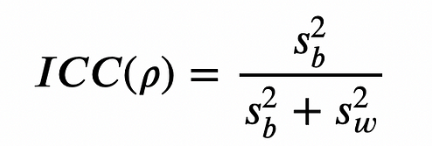 ICC(ρ) = s_b^2 / (s_b^2 + s_w^2)